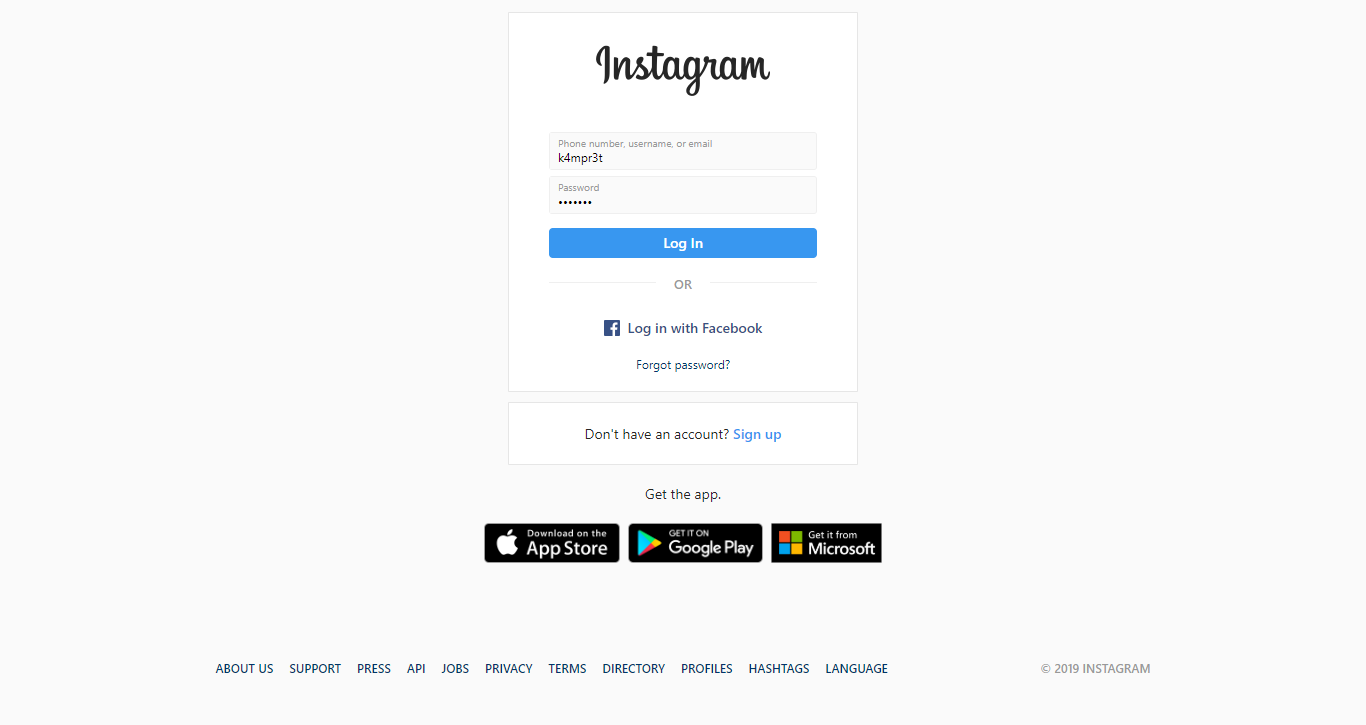 Instagram
Phone number, username, or email
k4mpr3t
Password
•••••••
Log In
OR
Log in with Facebook
Forgot password?
Don't have an account? Sign up
Get the app.
Download on the
App Store
GET IT ON
Google Play
Get it from
Microsoft
ABOUT US SUPPORT PRESS API JOBS PRIVACY TERMS DIRECTORY PROFILES HASHTAGS LANGUAGE © 2019 INSTAGRAM